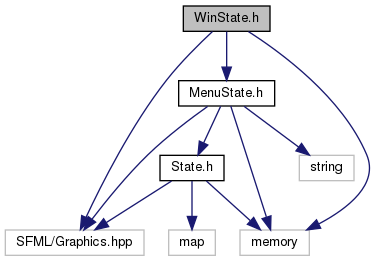 WinState.h
MenuState.h
State.h
string
SFML/Graphics.hpp
map
memory